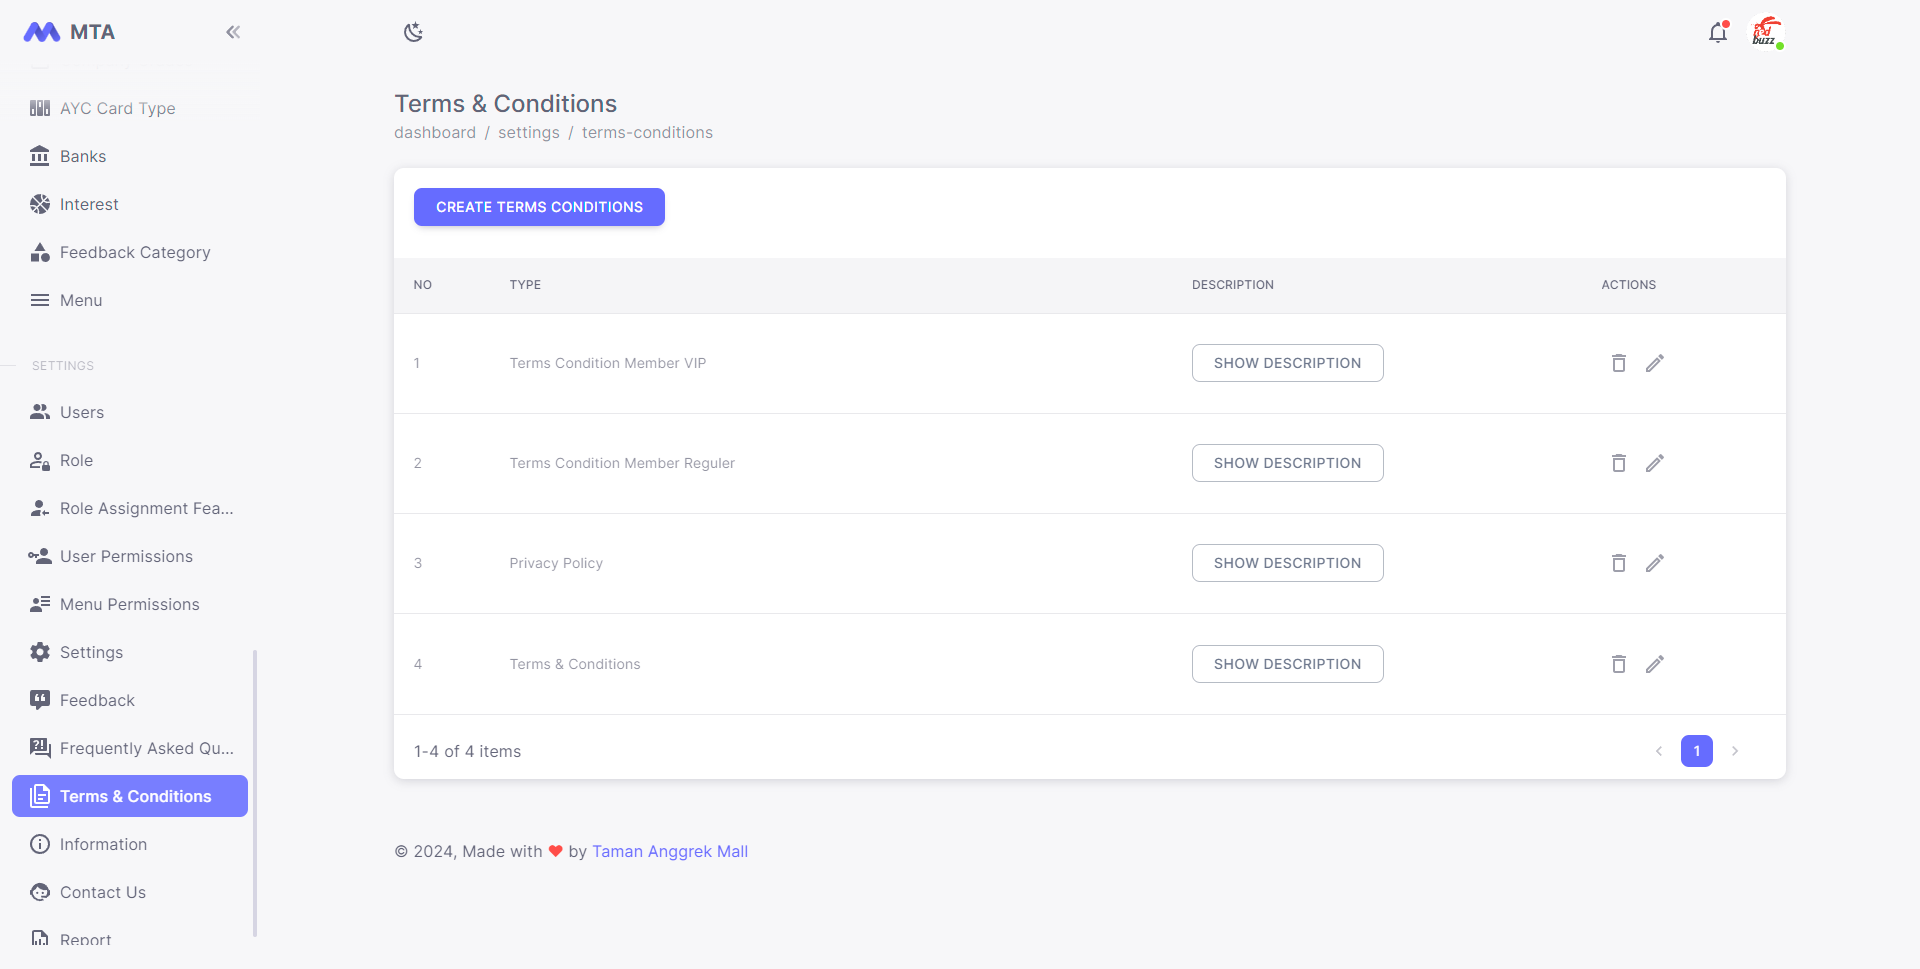 MTA
AYC Card Type
Banks
Interest
Feedback Category
Menu
SETTINGS
Users
Role
Role Assignment Fea...
User Permissions
Menu Permissions
Settings
Feedback
Frequently Asked Qu...
Terms & Conditions
Information
Contact Us
Report
buzz
Terms & Conditions
dashboard / settings / terms-conditions
CREATE TERMS CONDITIONS
NO TYPE DESCRIPTION ACTIONS
1 Terms Condition Member VIP SHOW DESCRIPTION
2 Terms Condition Member Reguler SHOW DESCRIPTION
3 Privacy Policy SHOW DESCRIPTION
4 Terms & Conditions SHOW DESCRIPTION
1-4 of 4 items
1
© 2024, Made with ❤ by Taman Anggrek Mall